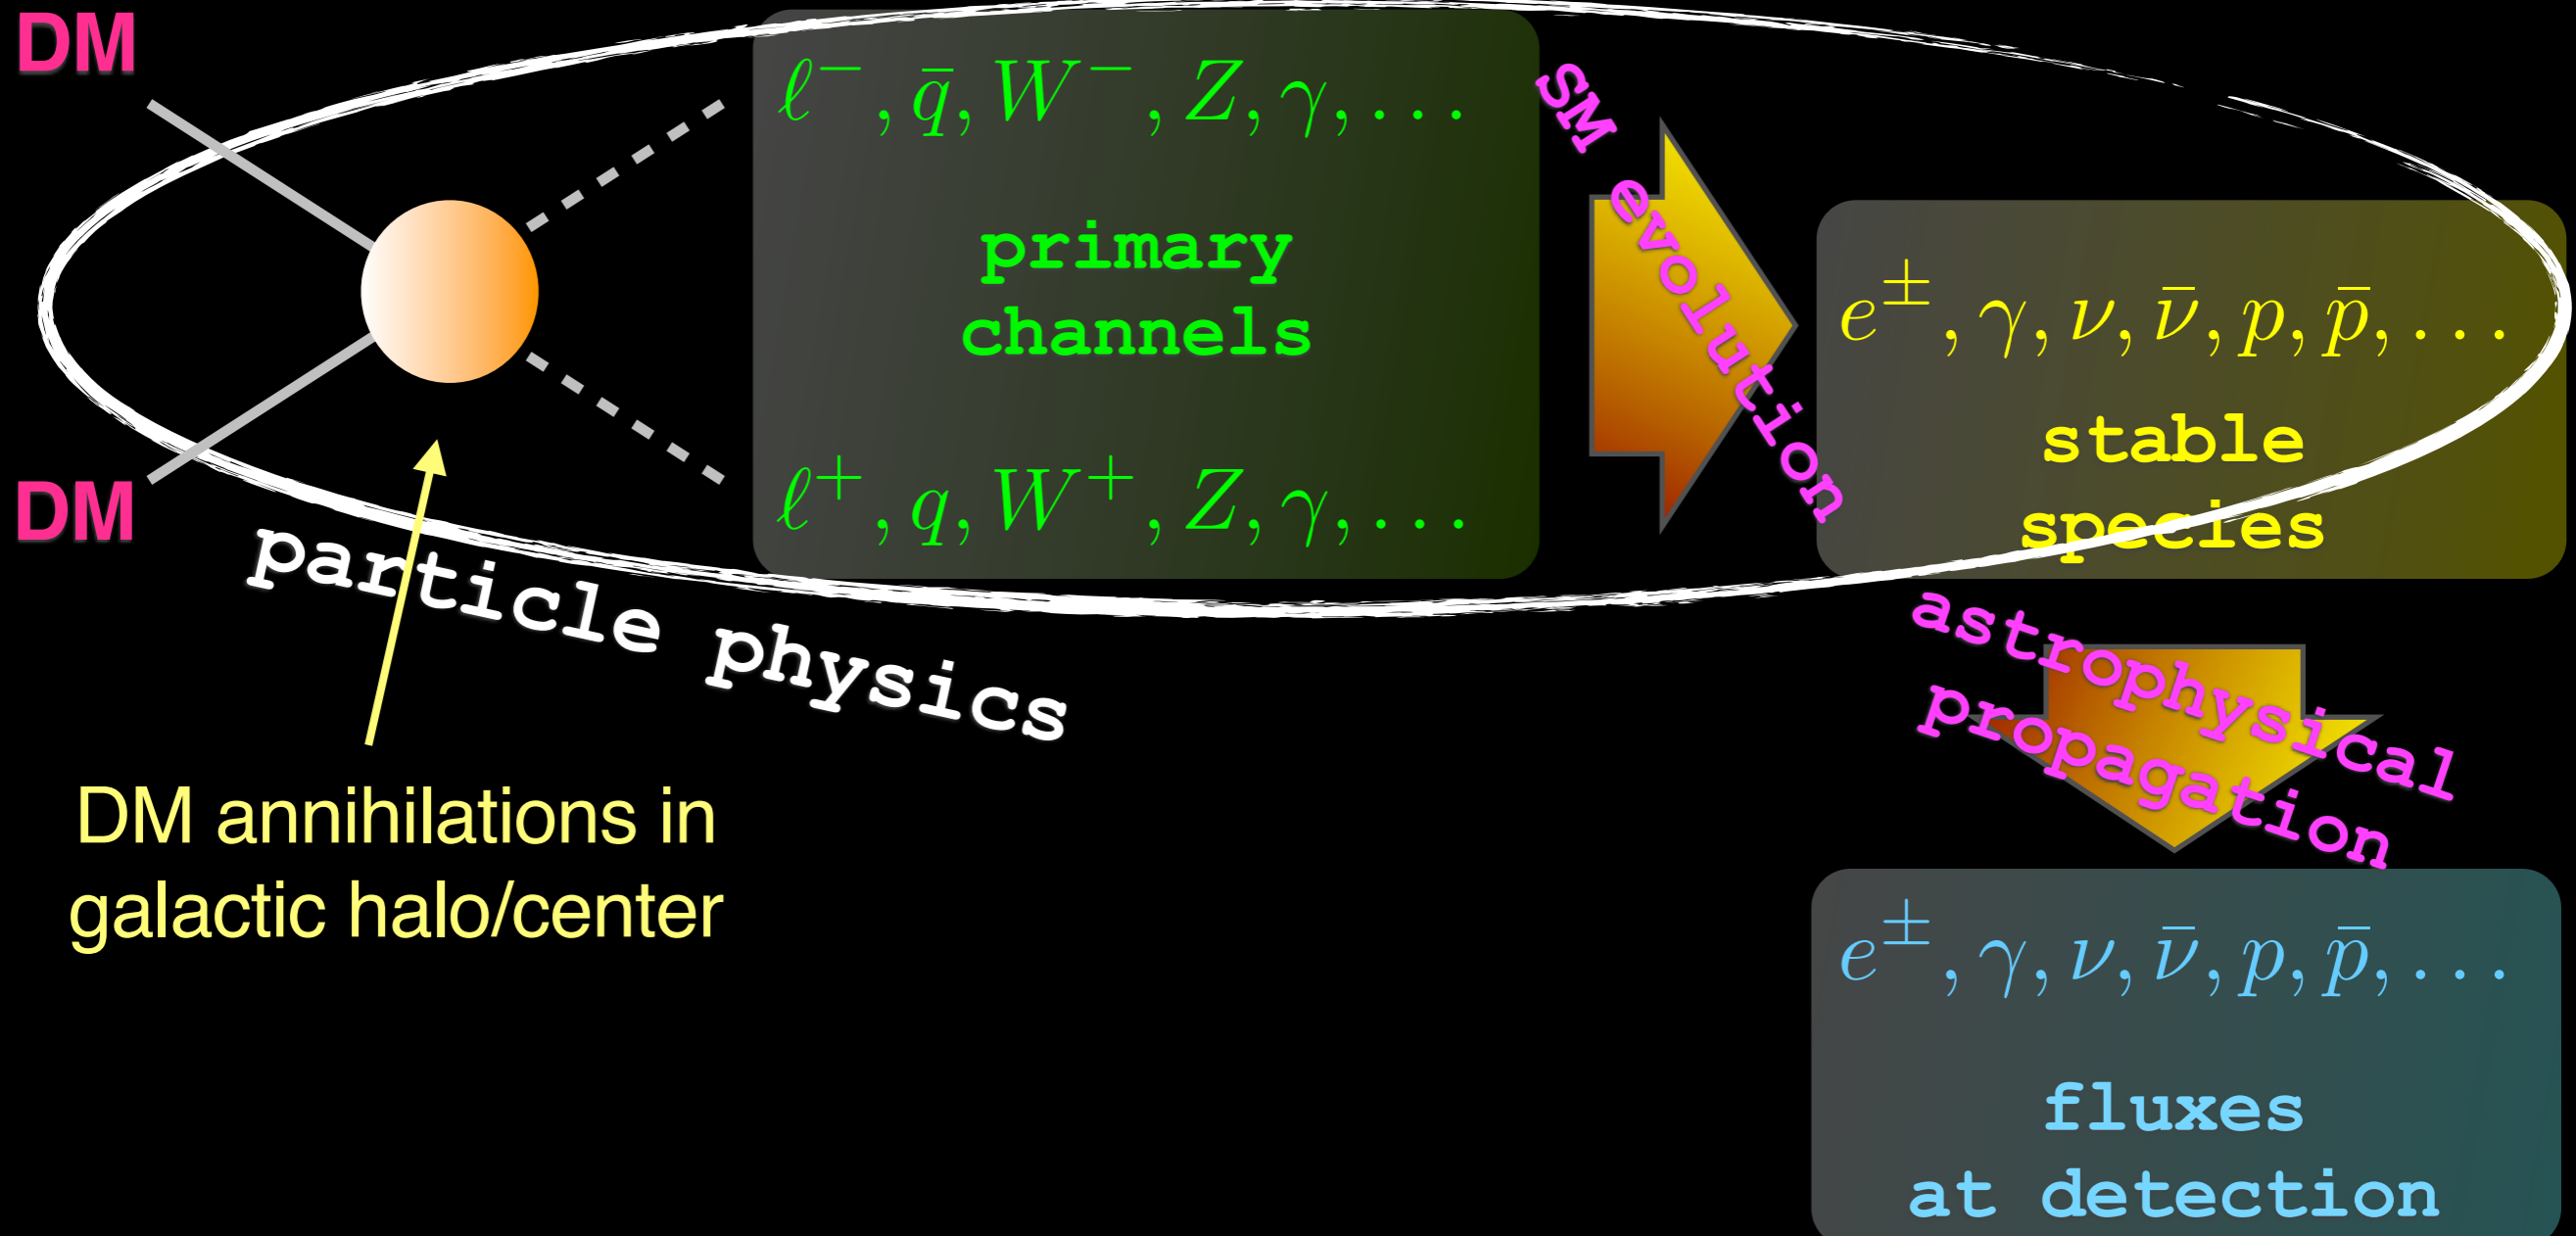 DM
ℓ⁻, q̄, W⁻, Z, γ, ...
SM evolution
primary
channels
e±, γ, ν, ν̄, p, p̄, ...
stable
species
ℓ⁺, q, W⁺, Z, γ, ...
DM
particle physics
astrophysical
propagation
DM annihilations in
galactic halo/center
e±, γ, ν, ν̄, p, p̄, ...
fluxes
at detection